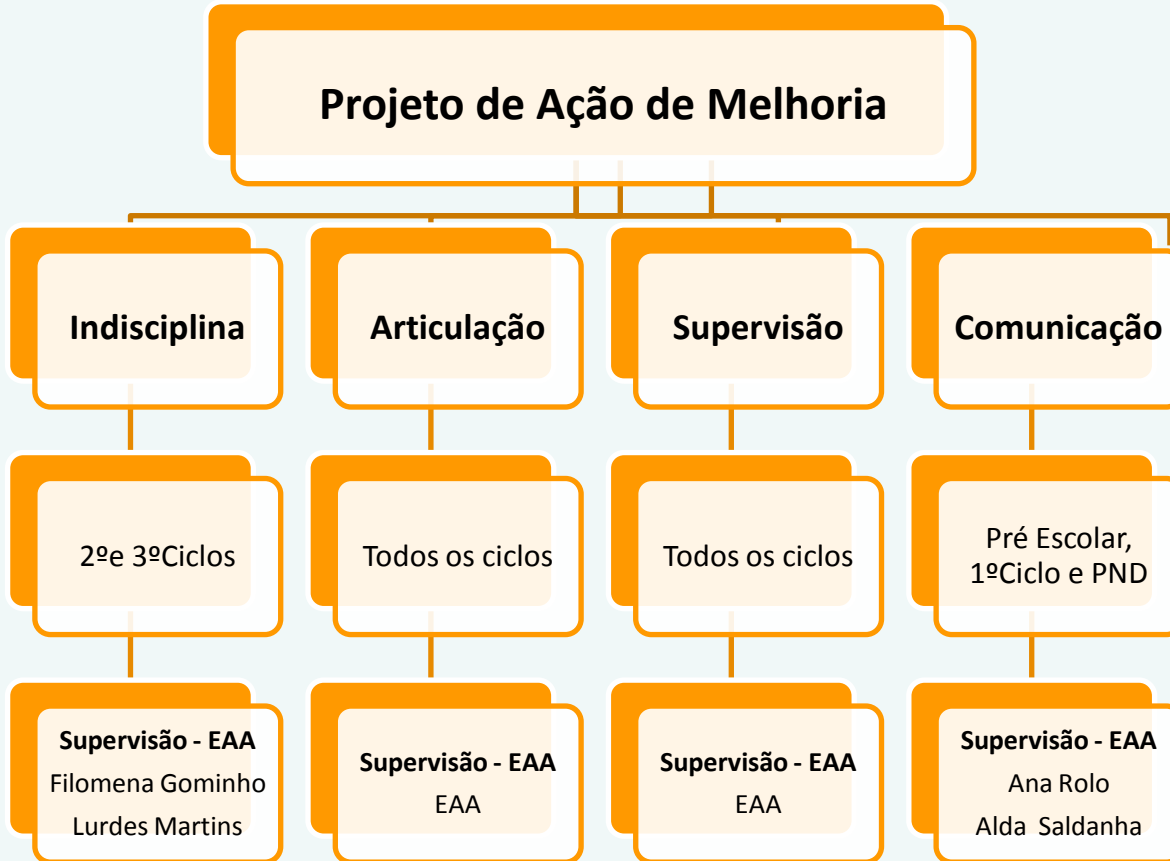 Projeto de Ação de Melhoria
Indisciplina
Articulação
Supervisão
Comunicação
2ºe 3ºCiclos
Todos os ciclos
Todos os ciclos
Pré Escolar,
1ºCiclo e PND
Supervisão - EAA
Filomena Gominho
Lurdes Martins
Supervisão - EAA
EAA
Supervisão - EAA
EAA
Supervisão - EAA
Ana Rolo
Alda Saldanha